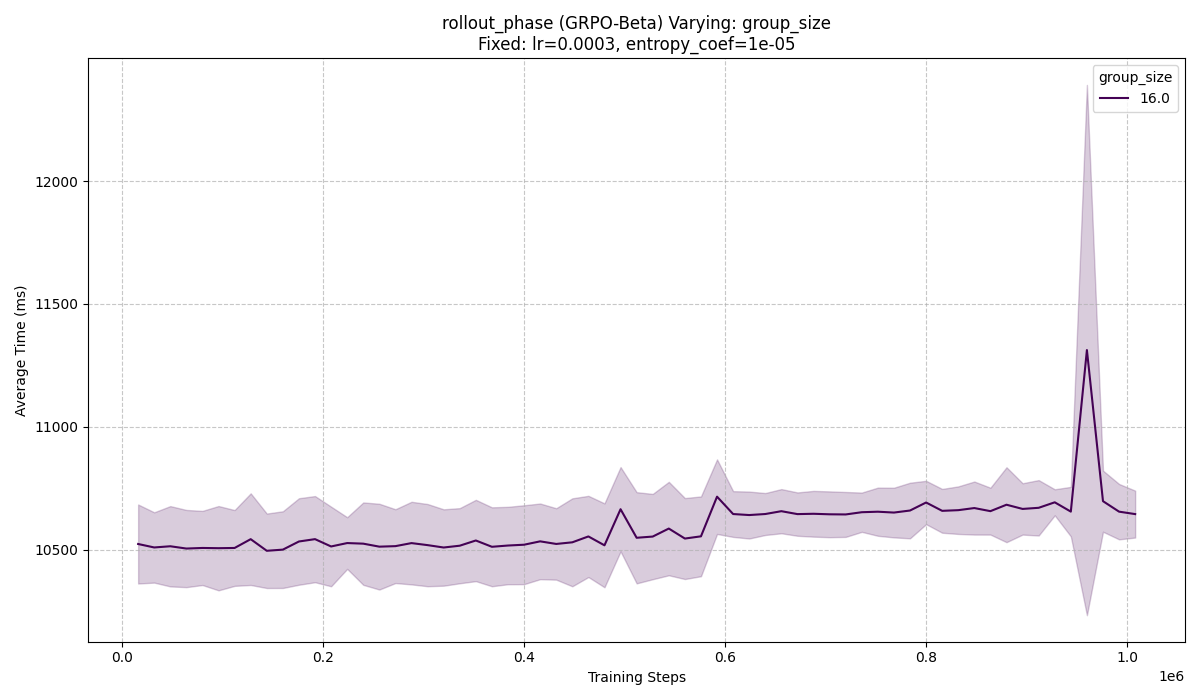 rollout_phase (GRPO-Beta) Varying: group_size
Fixed: lr=0.0003, entropy_coef=1e-05
group_size
16.0
Average Time (ms)
12000
11500
11000
10500
0.0
0.2
0.4
0.6
0.8
1.0
1e6
Training Steps